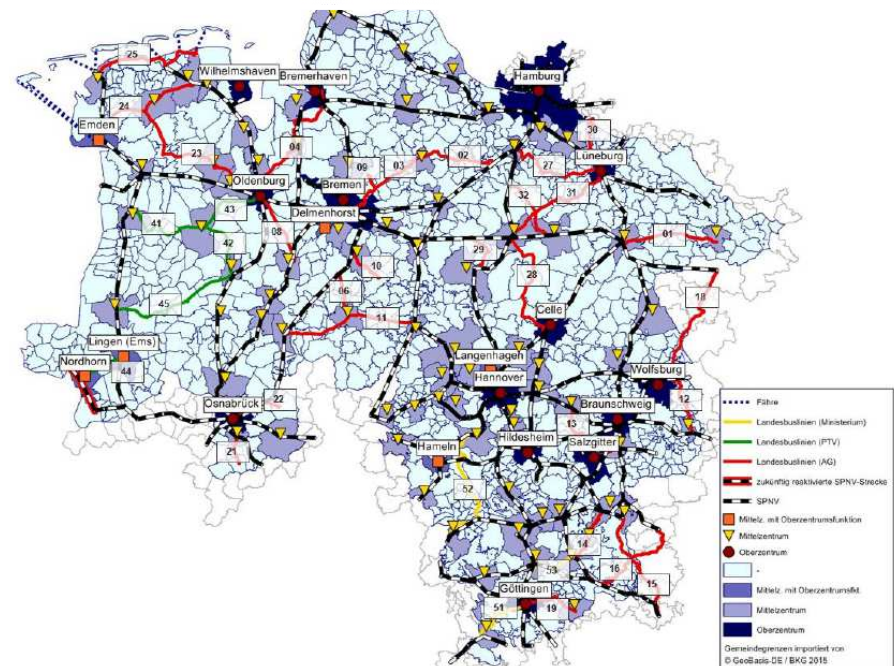 25
Wilhelmshaven
Bremerhaven
Hamburg
24
Emden
23
04
30
Lüneburg
09
03
02
27
Oldenburg
Bremen
31
43
32
Delmenhorst
41
42
08
01
29
10
28
18
45
06
11
Celle
Lingen (Ems)
Nordhorn
Langenhagen
44
Hannover
Wolfsburg
22
Osnabrück
Braunschweig
12
13
Hildesheim
Salzgitter
Hameln
21
52
14
53
16
15
Göttingen
51
19
Fähre
Landesbuslinien (Ministerium)
Landesbuslinien (PTV)
Landesbuslinien (AG)
zukünftig reaktivierte SPNV-Strecke
SPNV
Mittelz. mit Oberzentrumsfunktion
Mittelzentrum
Oberzentrum
-
Mittelz. mit Oberzentrumsfkt.
Mittelzentrum
Oberzentrum
Gemeindegrenzen importiert von
© GeoBasis-DE / BKG 2015